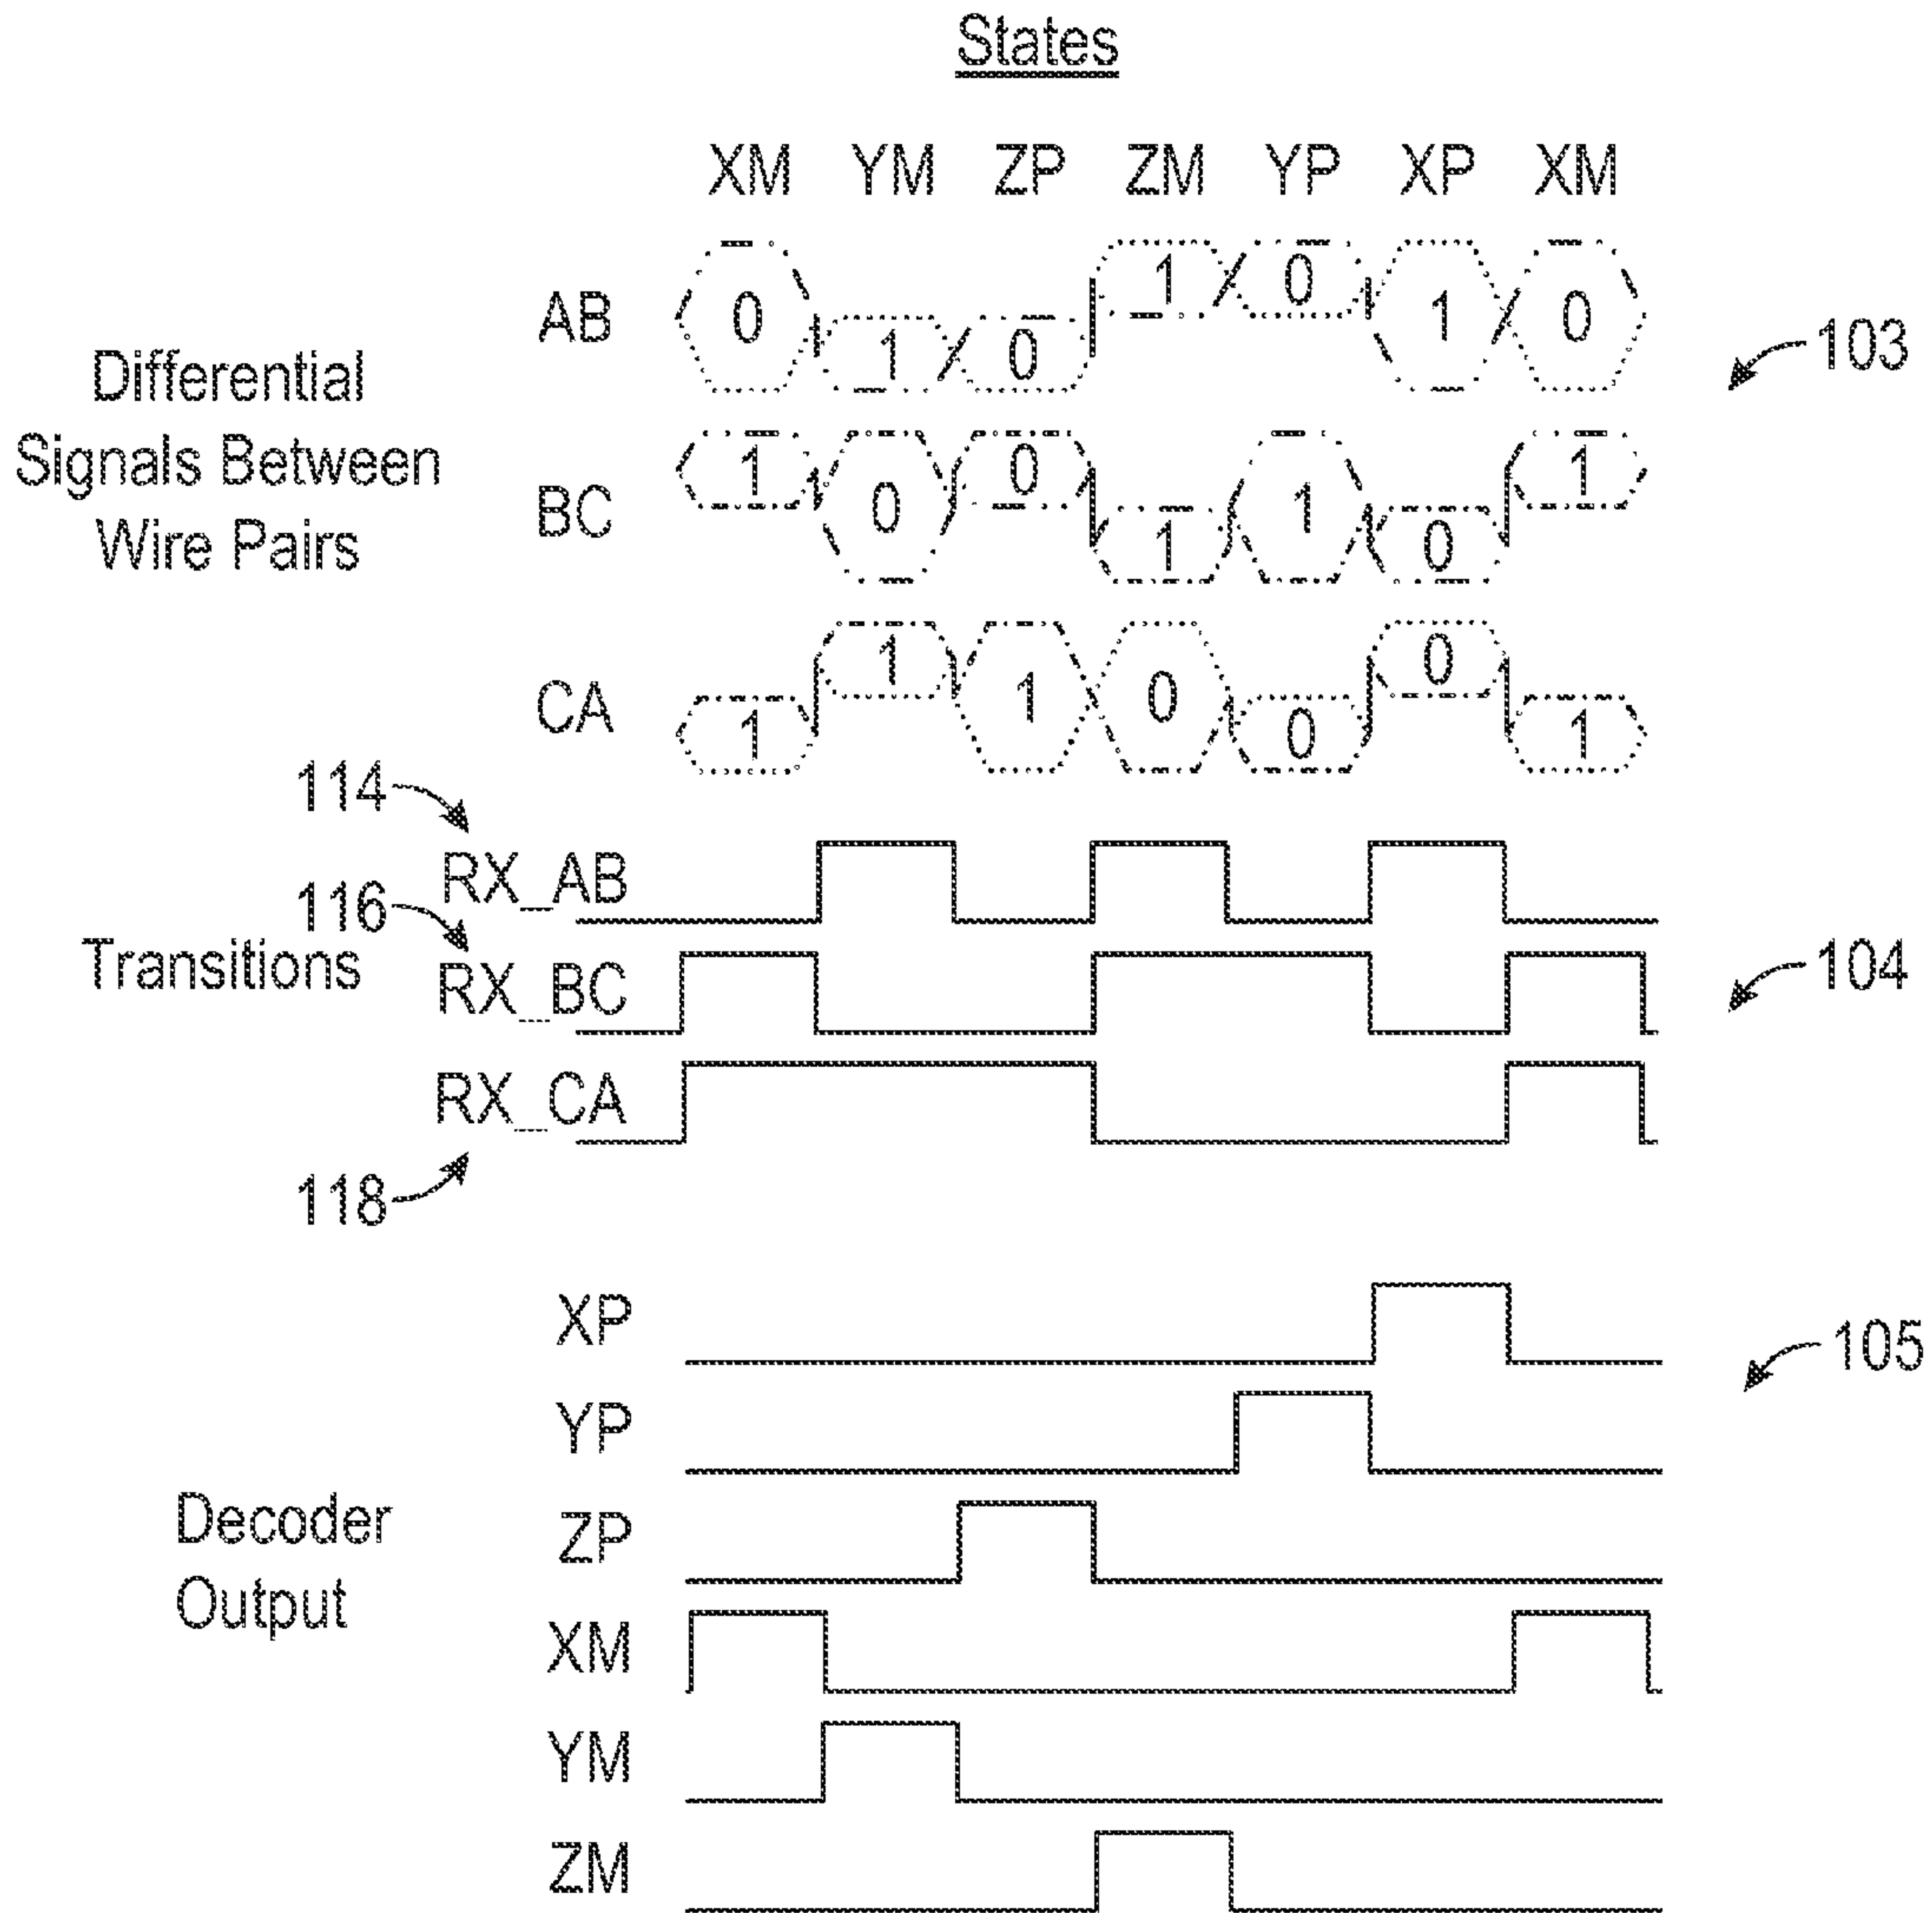 States
XM YM ZP ZM YP XP XM
AB 0 1 0 1 0 1 0
103
Differential
Signals Between
Wire Pairs
BC 1 0 0 1 1 0 1
CA 1 1 1 0 0 0 1
114
RX_AB
116
Transitions
RX_BC
104
RX_CA
118
XP
105
YP
Decoder
Output
ZP
XM
YM
ZM